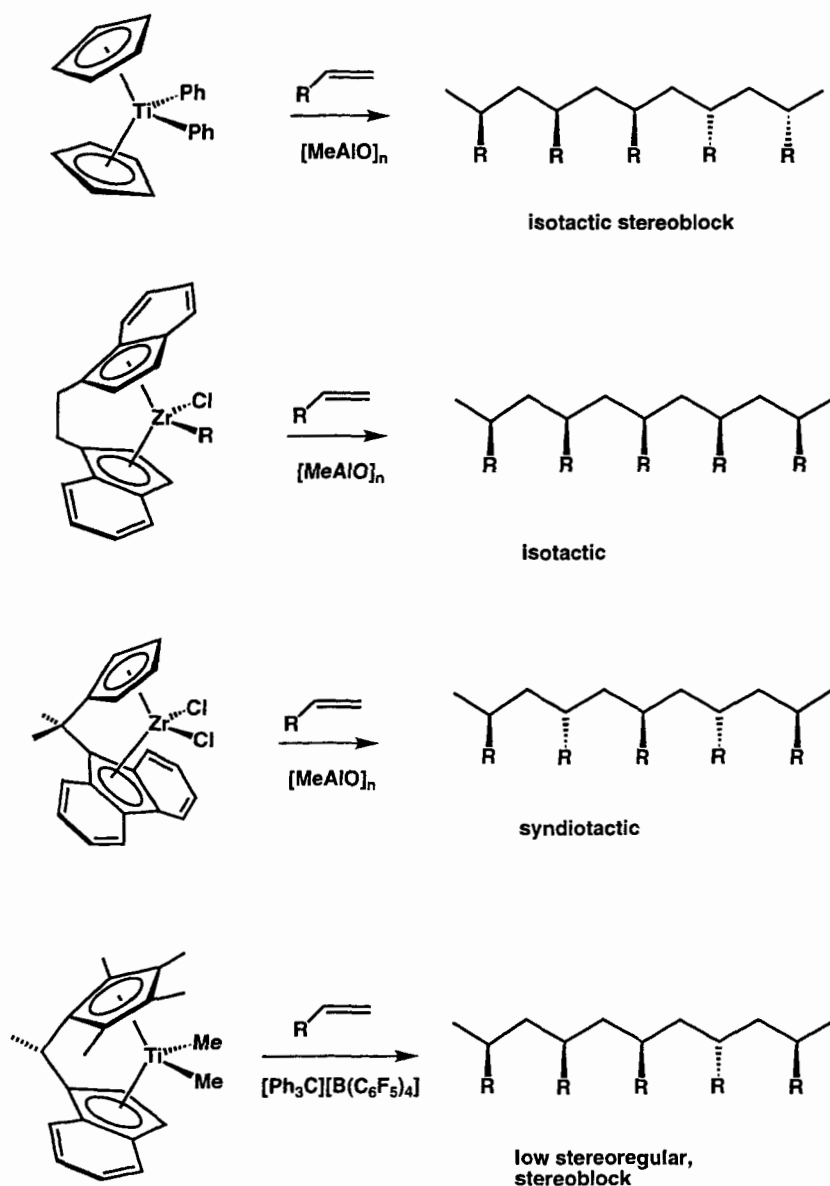 Ti
Ph
Ph
R
[MeAlO]n
R R R R R
isotactic stereoblock
Zr
Cl
R
R
[MeAlO]n
R R R R R
isotactic
Zr
Cl
Cl
R
[MeAlO]n
R R R R R
syndiotactic
Ti
Me
Me
R
[Ph3C][B(C6F5)4]
R R R R R
low stereoregular,
stereoblock